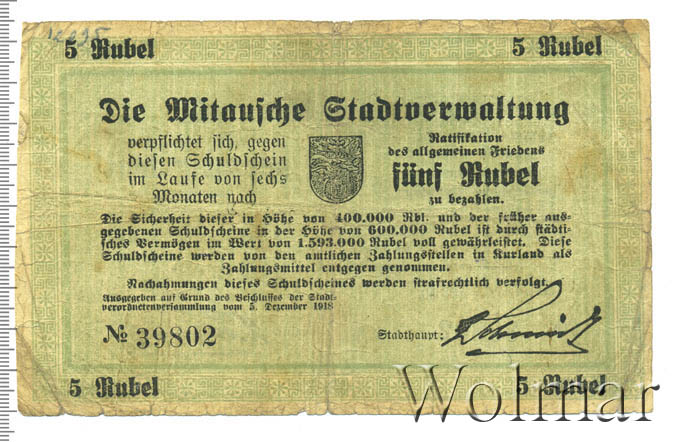 5 Rubel 5 Rubel
Die Mitausche Stadtverwaltung
verpflichtet sich, gegen
diesen Schuldschein
im Laufe von sechs
Monaten nach
Ratifikation
des allgemeinen Friedens
fünf Rubel
zu bezahlen.
Die Sicherheit dieser in Höhe von 400.000 Rbl. und der früher aus-
gegebenen Schuldscheine in der Höhe von 600.000 Rubel ist durch städti-
sches Vermögen im Wert von 1.593.000 Rubel voll gewährleistet. Diese
Schuldscheine werden von den amtlichen Zahlungsstellen in Kurland als
Zahlungsmittel entgegen genommen.
Nachahmungen dieses Schuldscheines werden strafrechtlich verfolgt.
Ausgegeben auf Grund des Beschlusses der Stadt-
verordnetenversammlung vom 5. Dezember 1918
№ 39802
Stadthaupt:
5 Rubel 5 Rubel
Wolmar